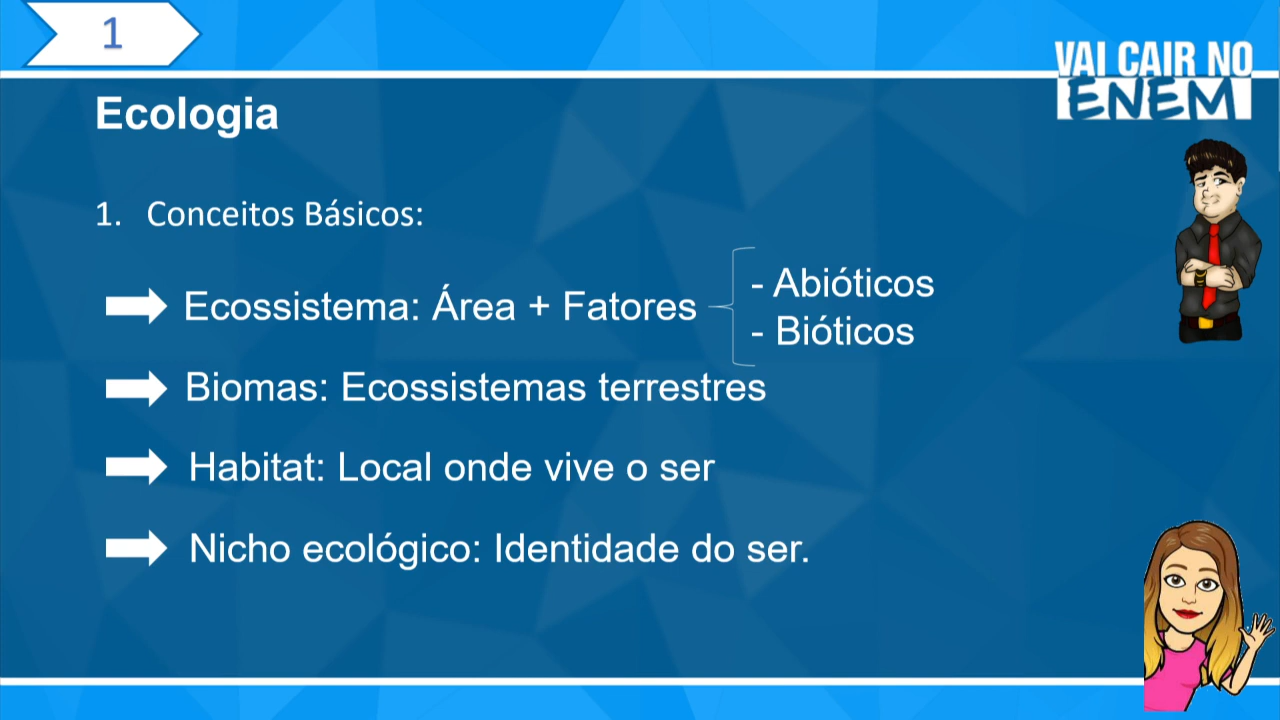 1
VAI CAIR NO
ENEM
Ecologia
1. Conceitos Básicos:
Ecossistema: Área + Fatores
- Abióticos
- Bióticos
Biomas: Ecossistemas terrestres
Habitat: Local onde vive o ser
Nicho ecológico: Identidade do ser.